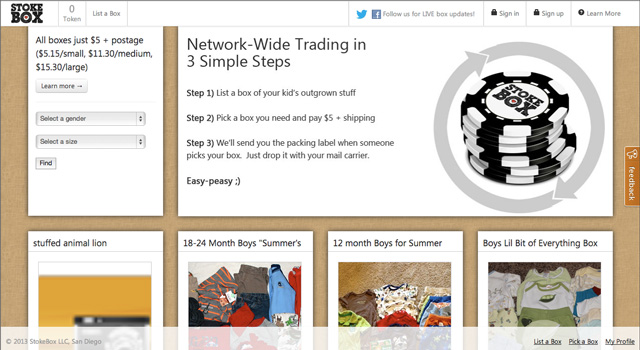 STOKE
BOX
0
Token
List a Box
Follow us for LIVE box updates!
Sign in
Sign up
Learn More
All boxes just $5 + postage
($5.15/small, $11.30/medium,
$15.30/large)
Learn more →
Select a gender
Select a size
Find
Network-Wide Trading in
3 Simple Steps
Step 1) List a box of your kid's outgrown stuff
Step 2) Pick a box you need and pay $5 + shipping
Step 3) We'll send you the packing label when someone
picks your box. Just drop it with your mail carrier.
Easy-peasy ;)
STOKE
BOX
feedback
stuffed animal lion
18-24 Month Boys "Summer's
12 month Boys for Summer
Boys Lil Bit of Everything Box
© 2013 StokeBox LLC, San Diego
List a Box
Pick a Box
My Profile